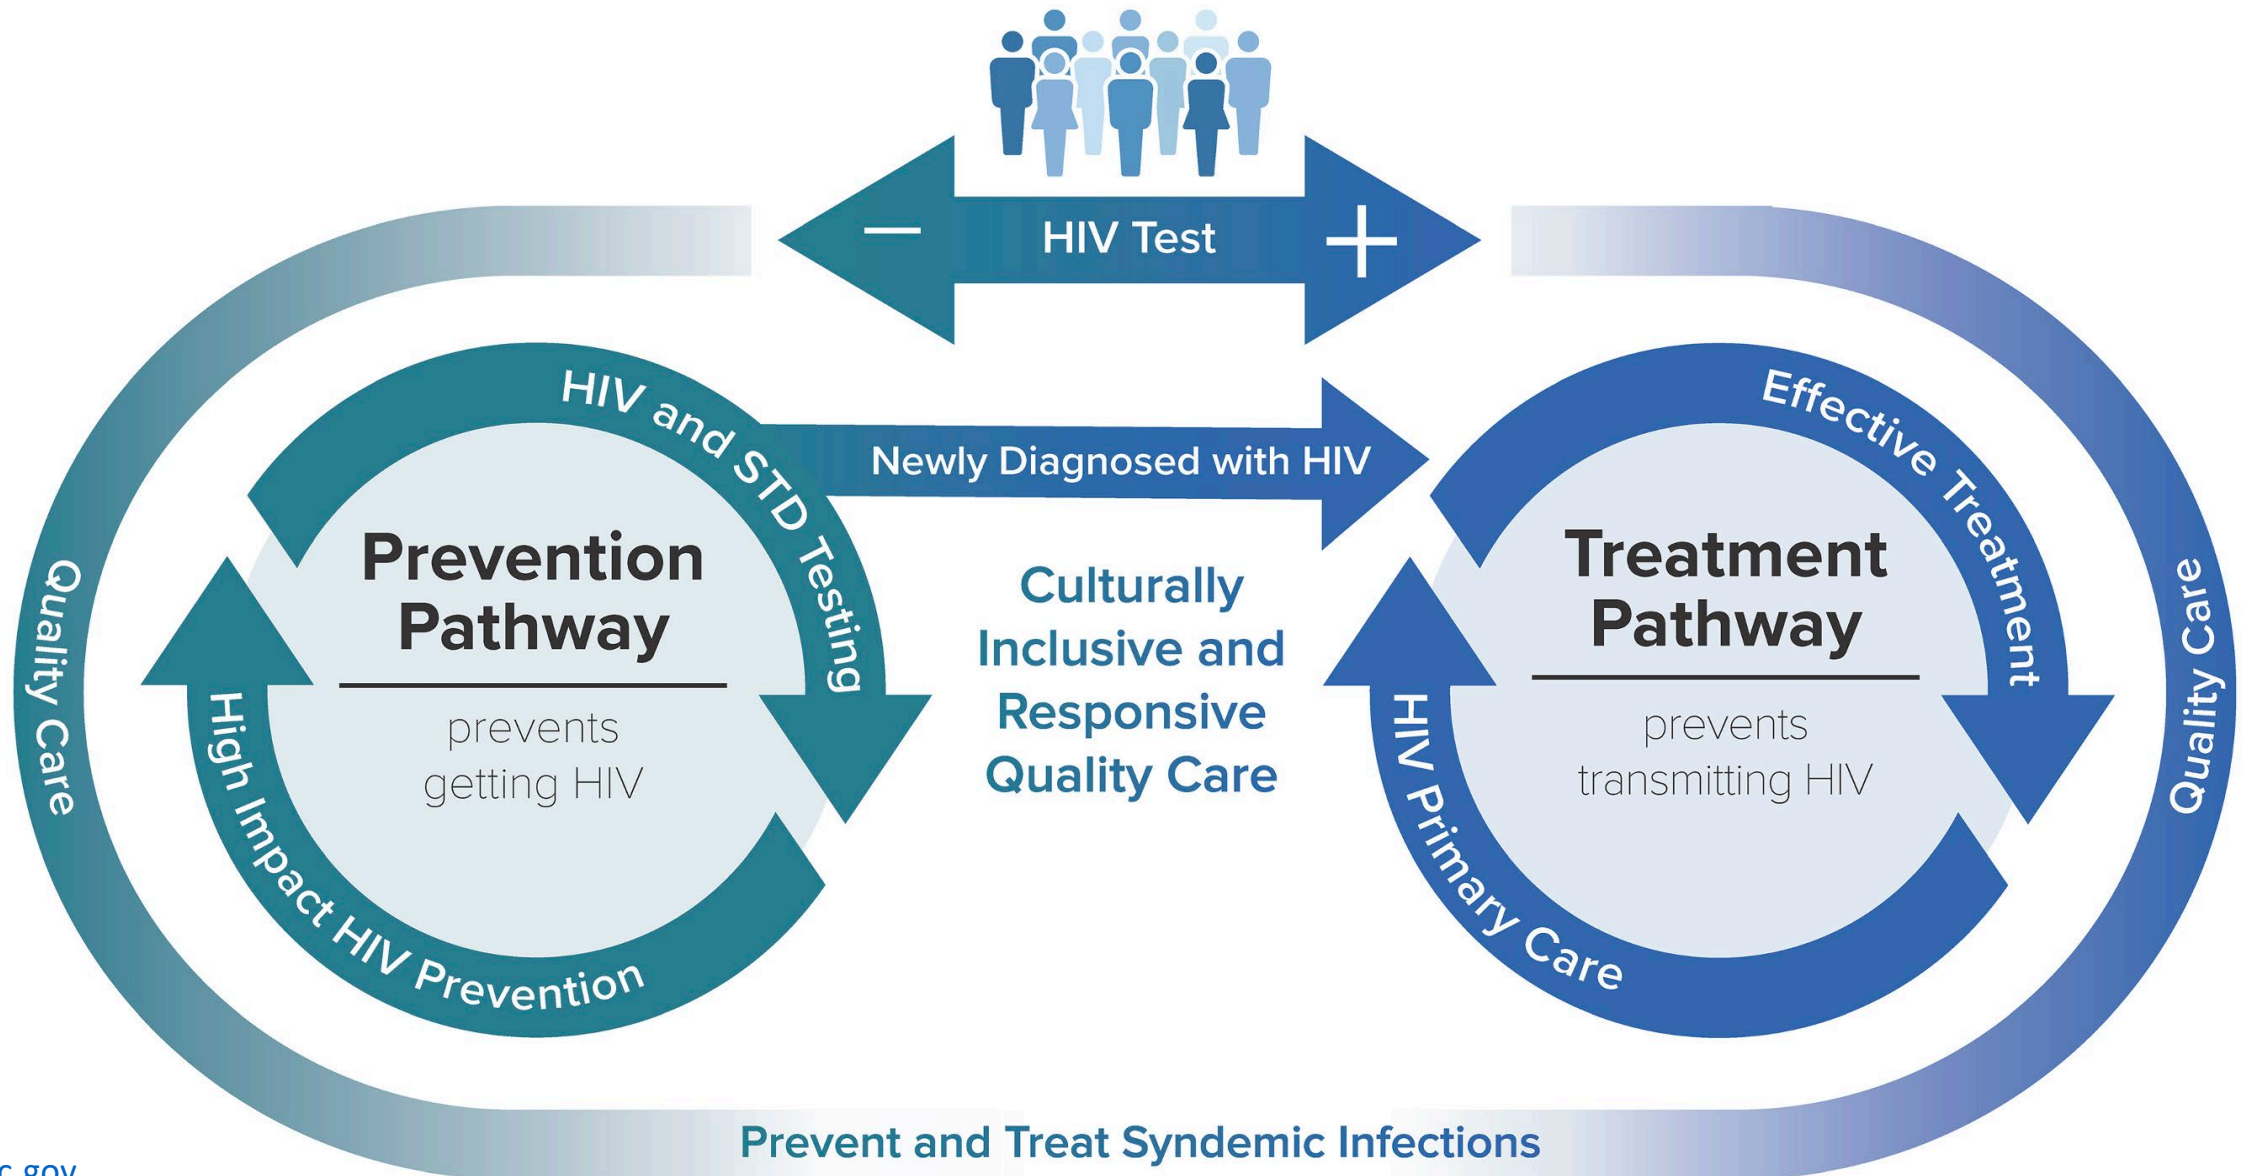 − HIV Test +
HIV and STD Testing
Newly Diagnosed with HIV
Effective Treatment
Prevention
Pathway
prevents
getting HIV
High Impact HIV Prevention
Quality Care
Culturally
Inclusive and
Responsive
Quality Care
Treatment
Pathway
prevents
transmitting HIV
HIV Primary Care
Quality Care
Prevent and Treat Syndemic Infections
c.gov